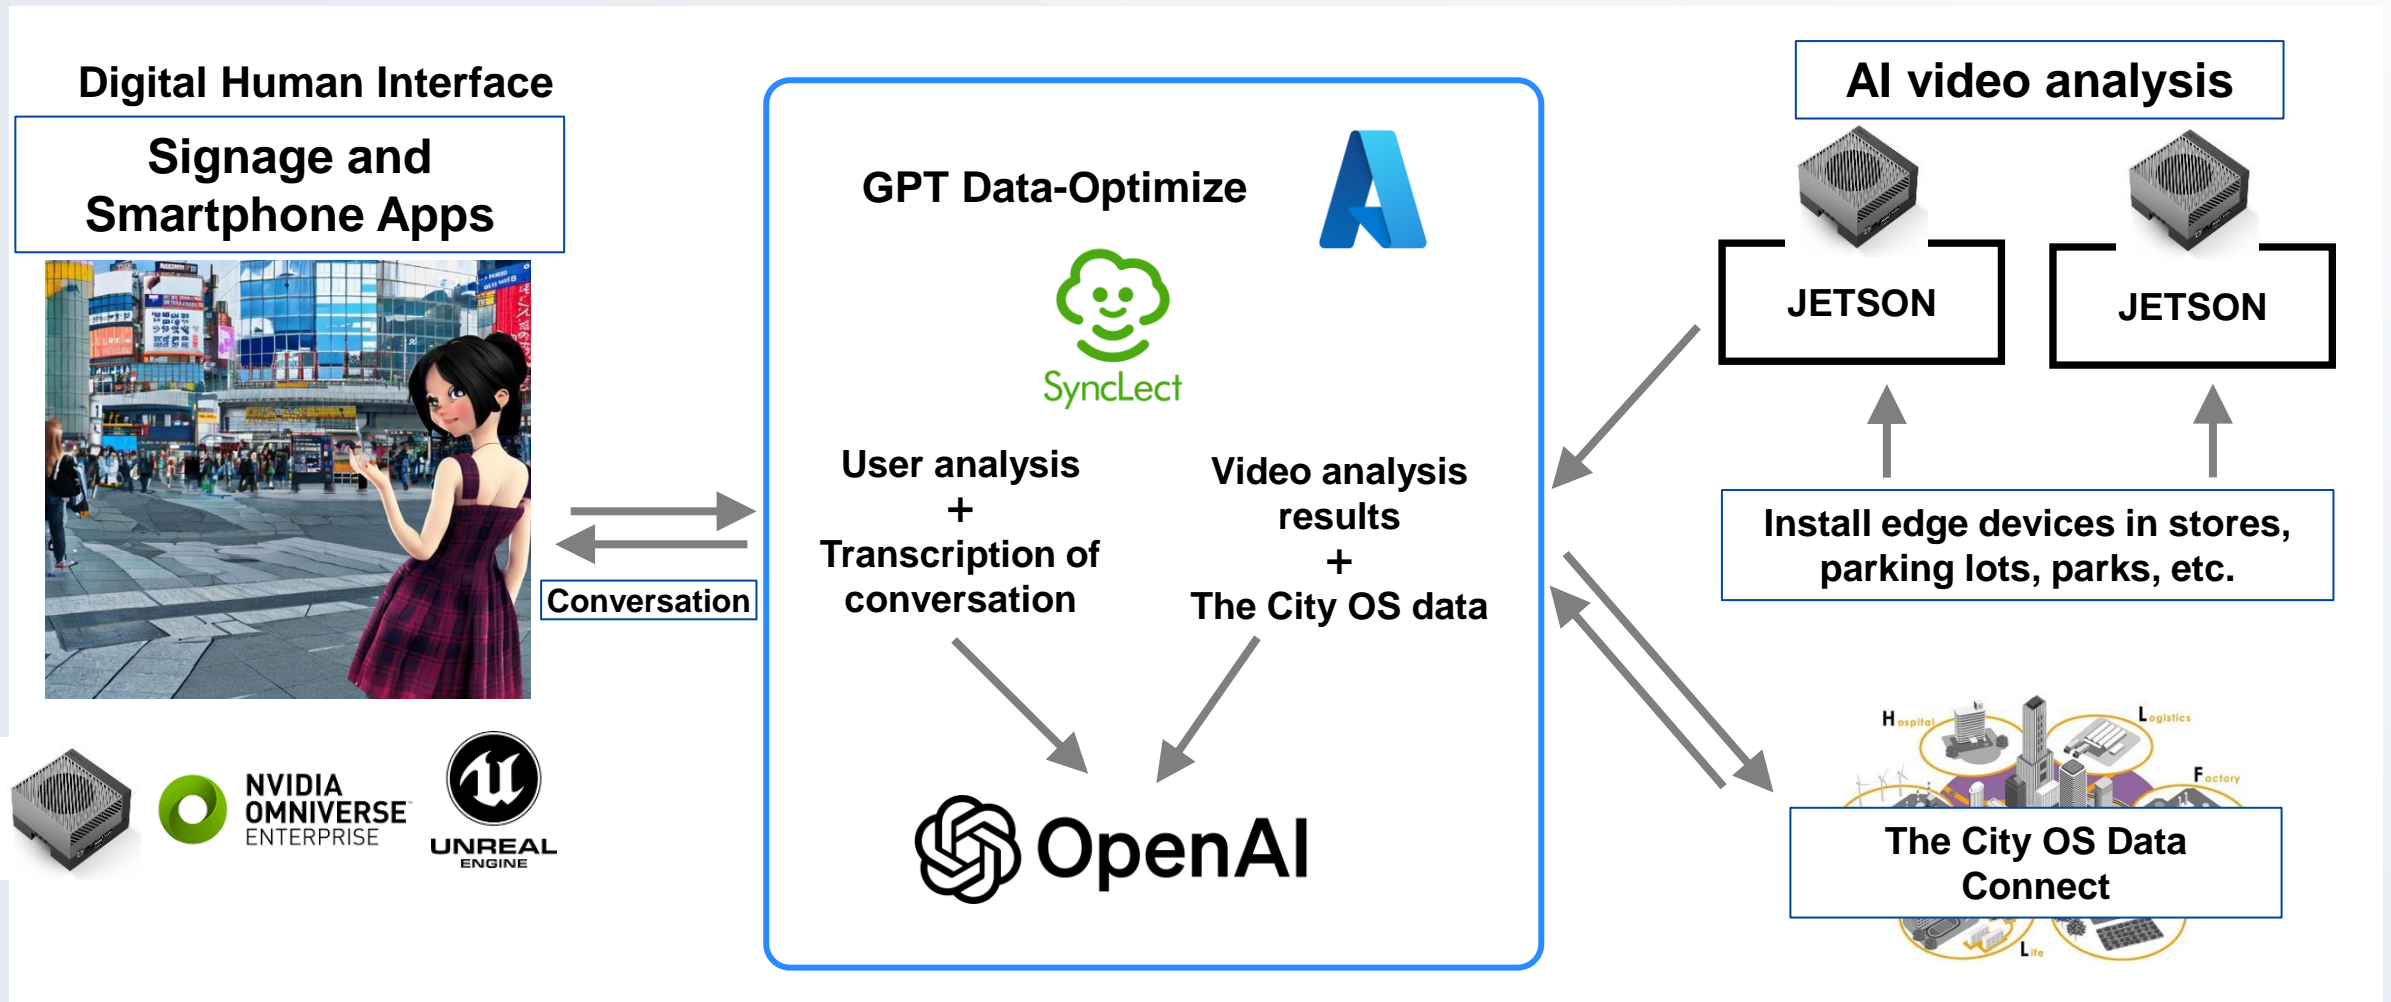 Digital Human Interface
Signage and
Smartphone Apps
NVIDIA
OMNIVERSE
ENTERPRISE
UNREAL
ENGINE
Conversation
GPT Data-Optimize
SyncLect
User analysis
+
Transcription of
conversation
Video analysis
results
+
The City OS data
OpenAI
AI video analysis
JETSON
JETSON
Install edge devices in stores,
parking lots, parks, etc.
Hospital
Logistics
Factory
The City OS Data
Connect
Life